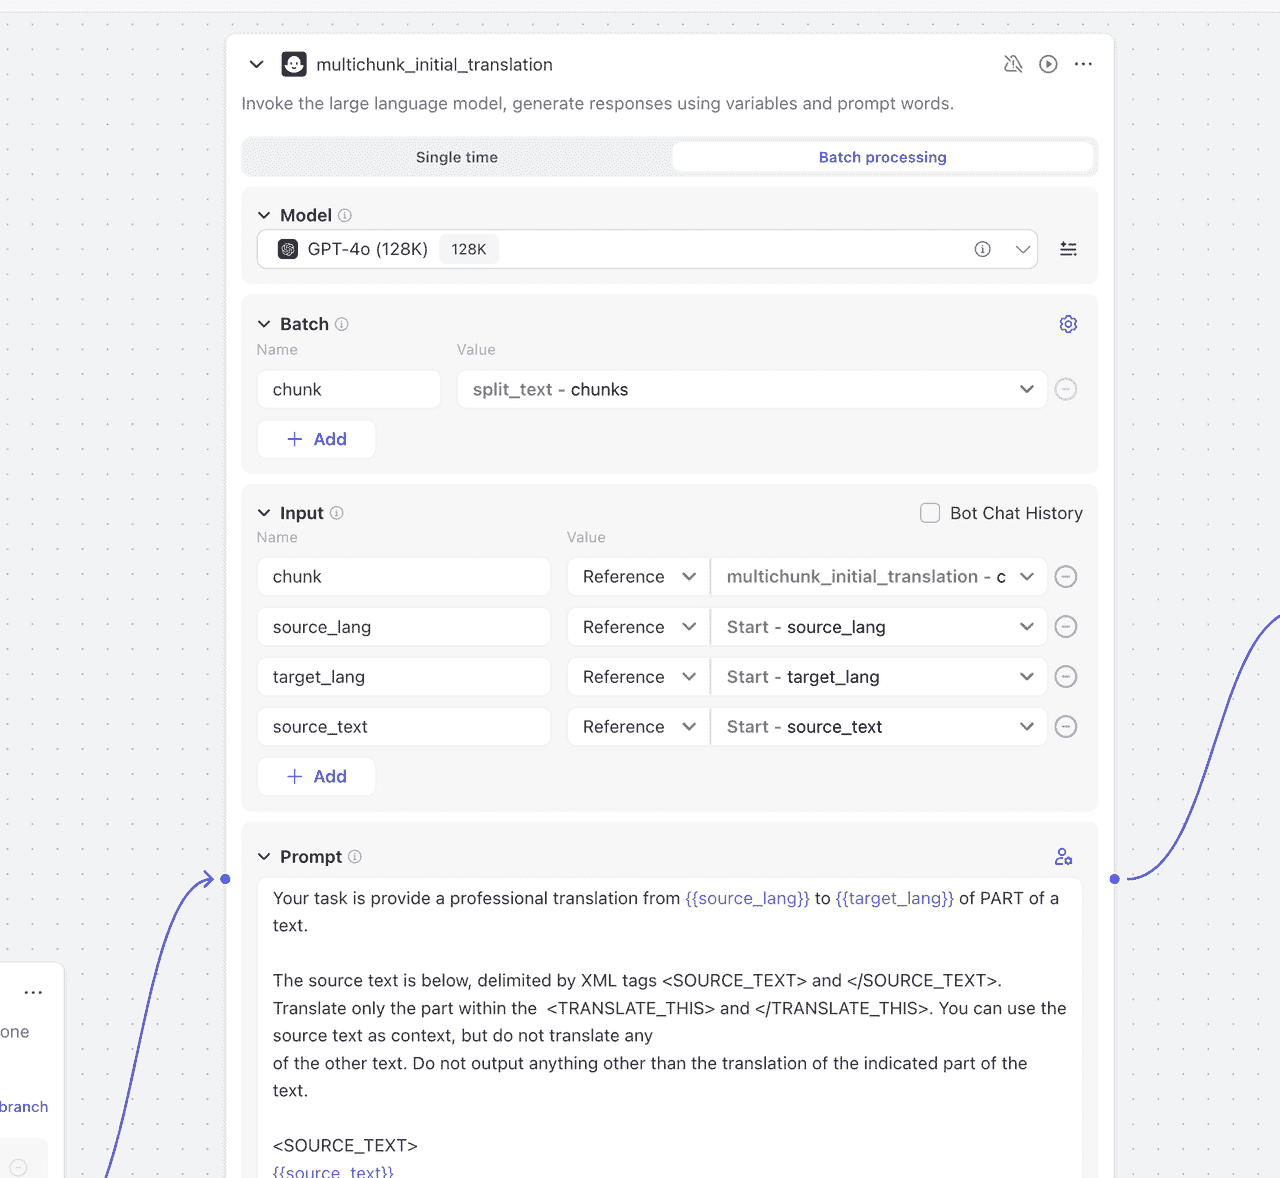 multichunk_initial_translation
Invoke the large language model, generate responses using variables and prompt words.
Single time Batch processing
Model
GPT-4o (128K) 128K
Batch
Name Value
chunk split_text - chunks
+ Add
Input Bot Chat History
Name Value
chunk Reference multichunk_initial_translation - c
source_lang Reference Start - source_lang
target_lang Reference Start - target_lang
source_text Reference Start - source_text
+ Add
Prompt
Your task is provide a professional translation from {{source_lang}} to {{target_lang}} of PART of a
text.
The source text is below, delimited by XML tags <SOURCE_TEXT> and </SOURCE_TEXT>.
Translate only the part within the  <TRANSLATE_THIS> and </TRANSLATE_THIS>. You can use the
source text as context, but do not translate any
of the other text. Do not output anything other than the translation of the indicated part of the
text.
<SOURCE_TEXT>
{{source_text}}
one
branch